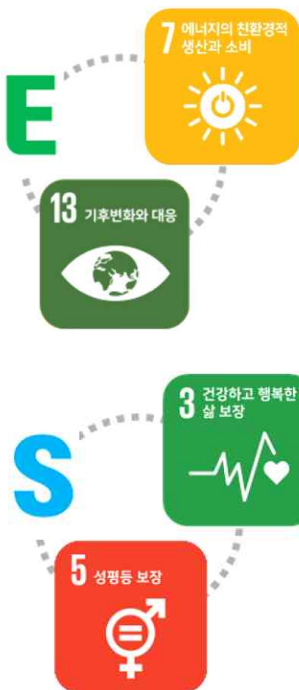 E
7 에너지의 친환경적
생산과 소비
13 기후변화와 대응
S
3 건강하고 행복한
삶 보장
5 성평등 보장